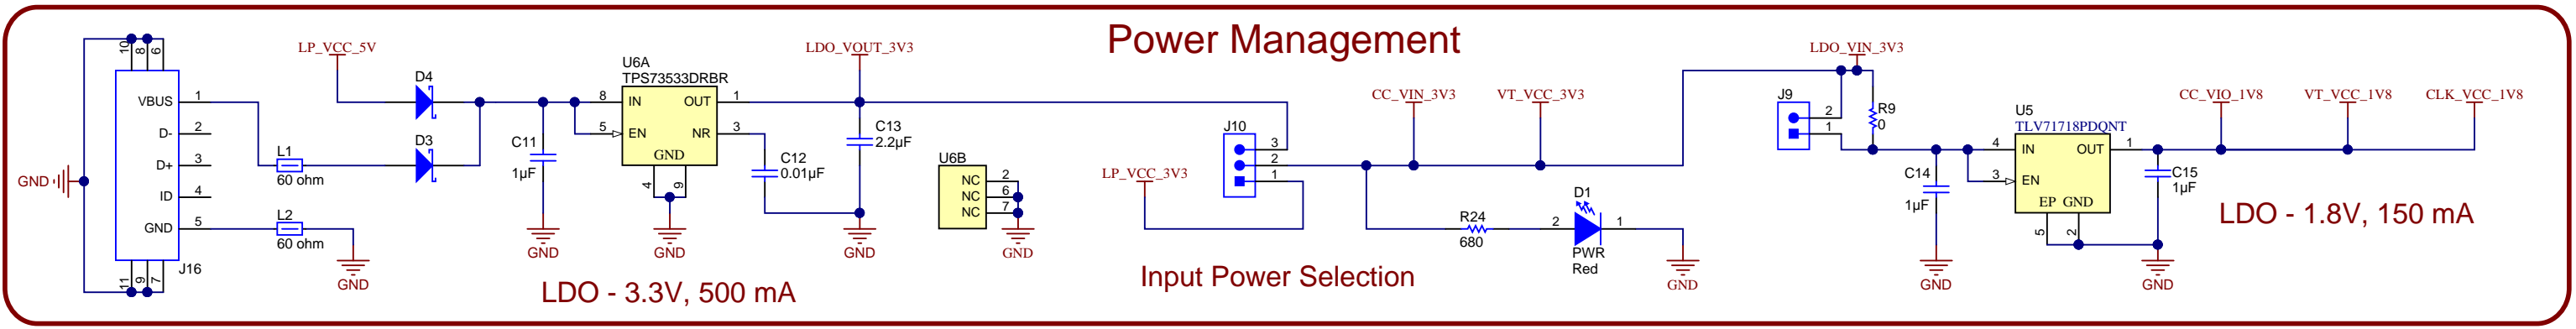 Power Management
10
8
6
VBUS
1
D-
2
D+
3
ID
4
GND
5
GND
11
9
7
J16
L1
60 ohm
L2
60 ohm
GND
LP_VCC_5V
D4
D3
C11
1µF
GND
U6A
TPS73533DRBR
8
IN
OUT
1
5
EN
NR
3
GND
4
9
GND
C12
0.01µF
LDO_VOUT_3V3
C13
2.2µF
GND
LDO - 3.3V, 500 mA
U6B
NC
2
NC
6
NC
7
GND
LP_VCC_3V3
J10
3
2
1
Input Power Selection
CC_VIN_3V3
VT_VCC_3V3
R24
680
2
D1
1
PWR
Red
GND
LDO_VIN_3V3
J9
2
1
R9
0
C14
1µF
GND
U5
TLV71718PDQNT
4
IN
OUT
1
3
EN
EP GND
5
2
C15
1µF
GND
CC_VIO_1V8
VT_VCC_1V8
CLK_VCC_1V8
LDO - 1.8V, 150 mA